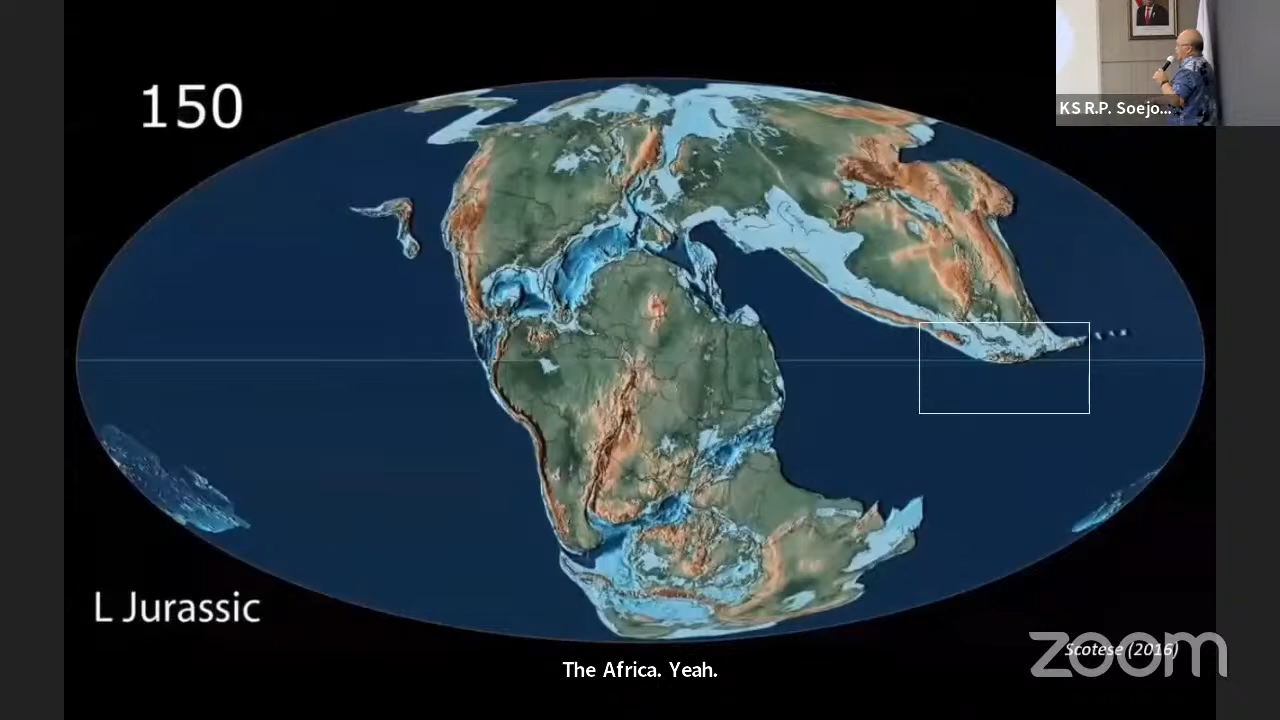 150
KS R.P. Soejo...
L Jurassic
Scotese (2016)
zoom
The Africa. Yeah.